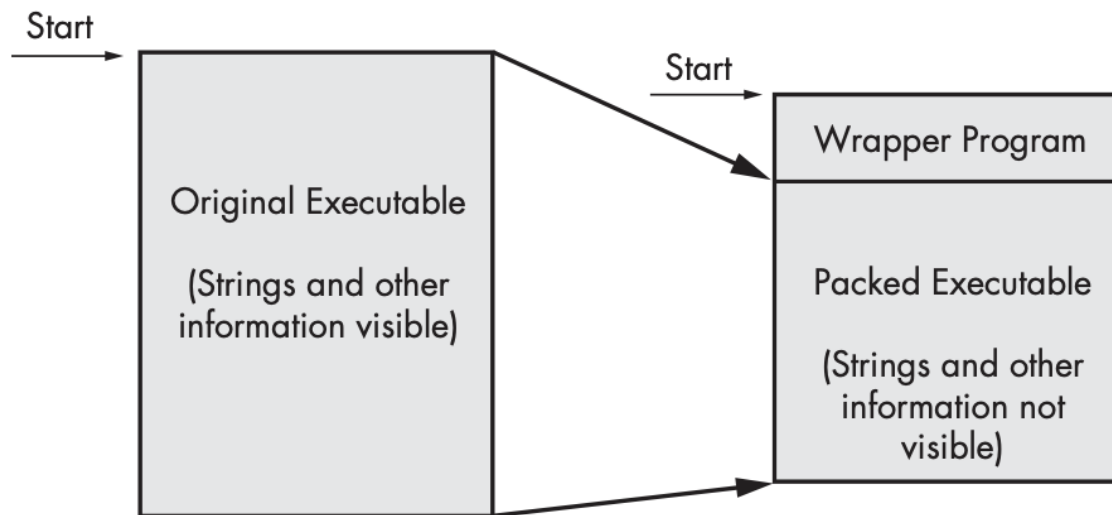 Start
Original Executable
(Strings and other
information visible)
Start
Wrapper Program
Packed Executable
(Strings and other
information not
visible)